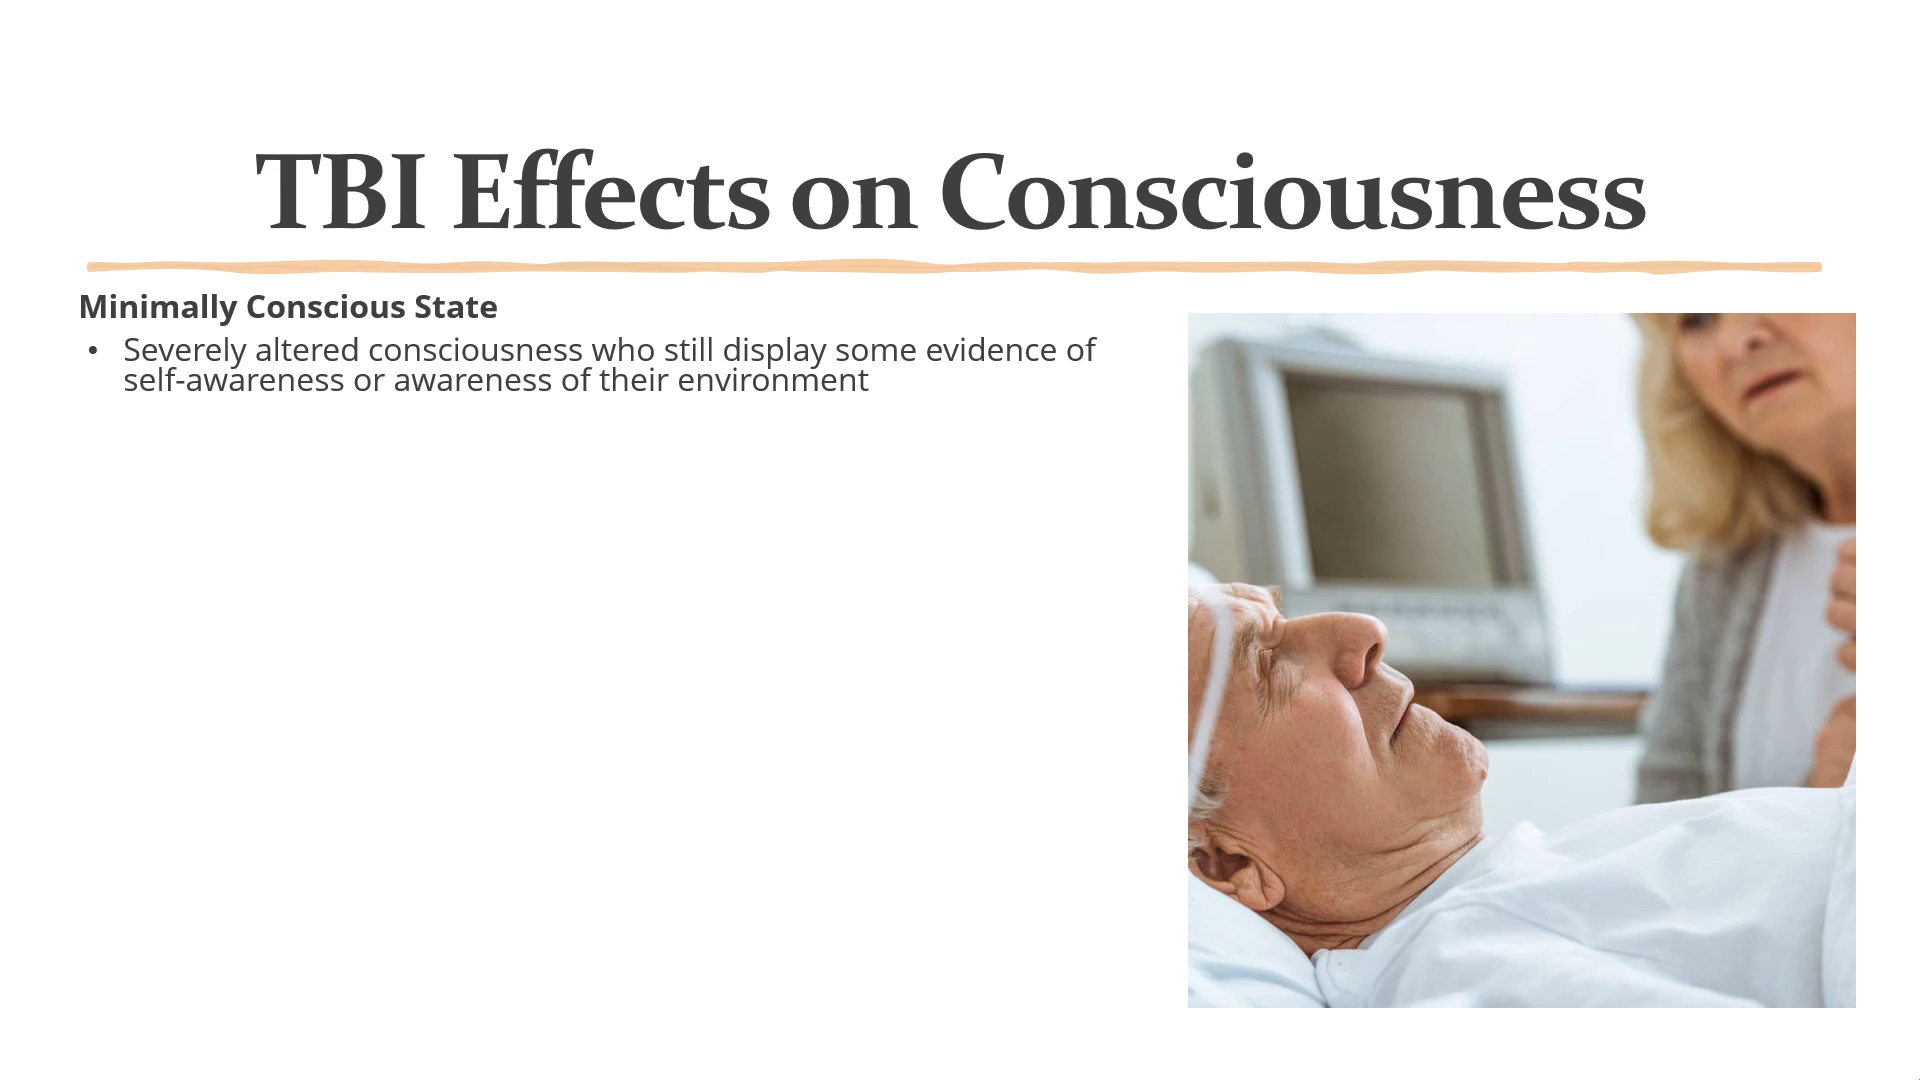 TBI Effects on Consciousness
Minimally Conscious State
• Severely altered consciousness who still display some evidence of
self-awareness or awareness of their environment